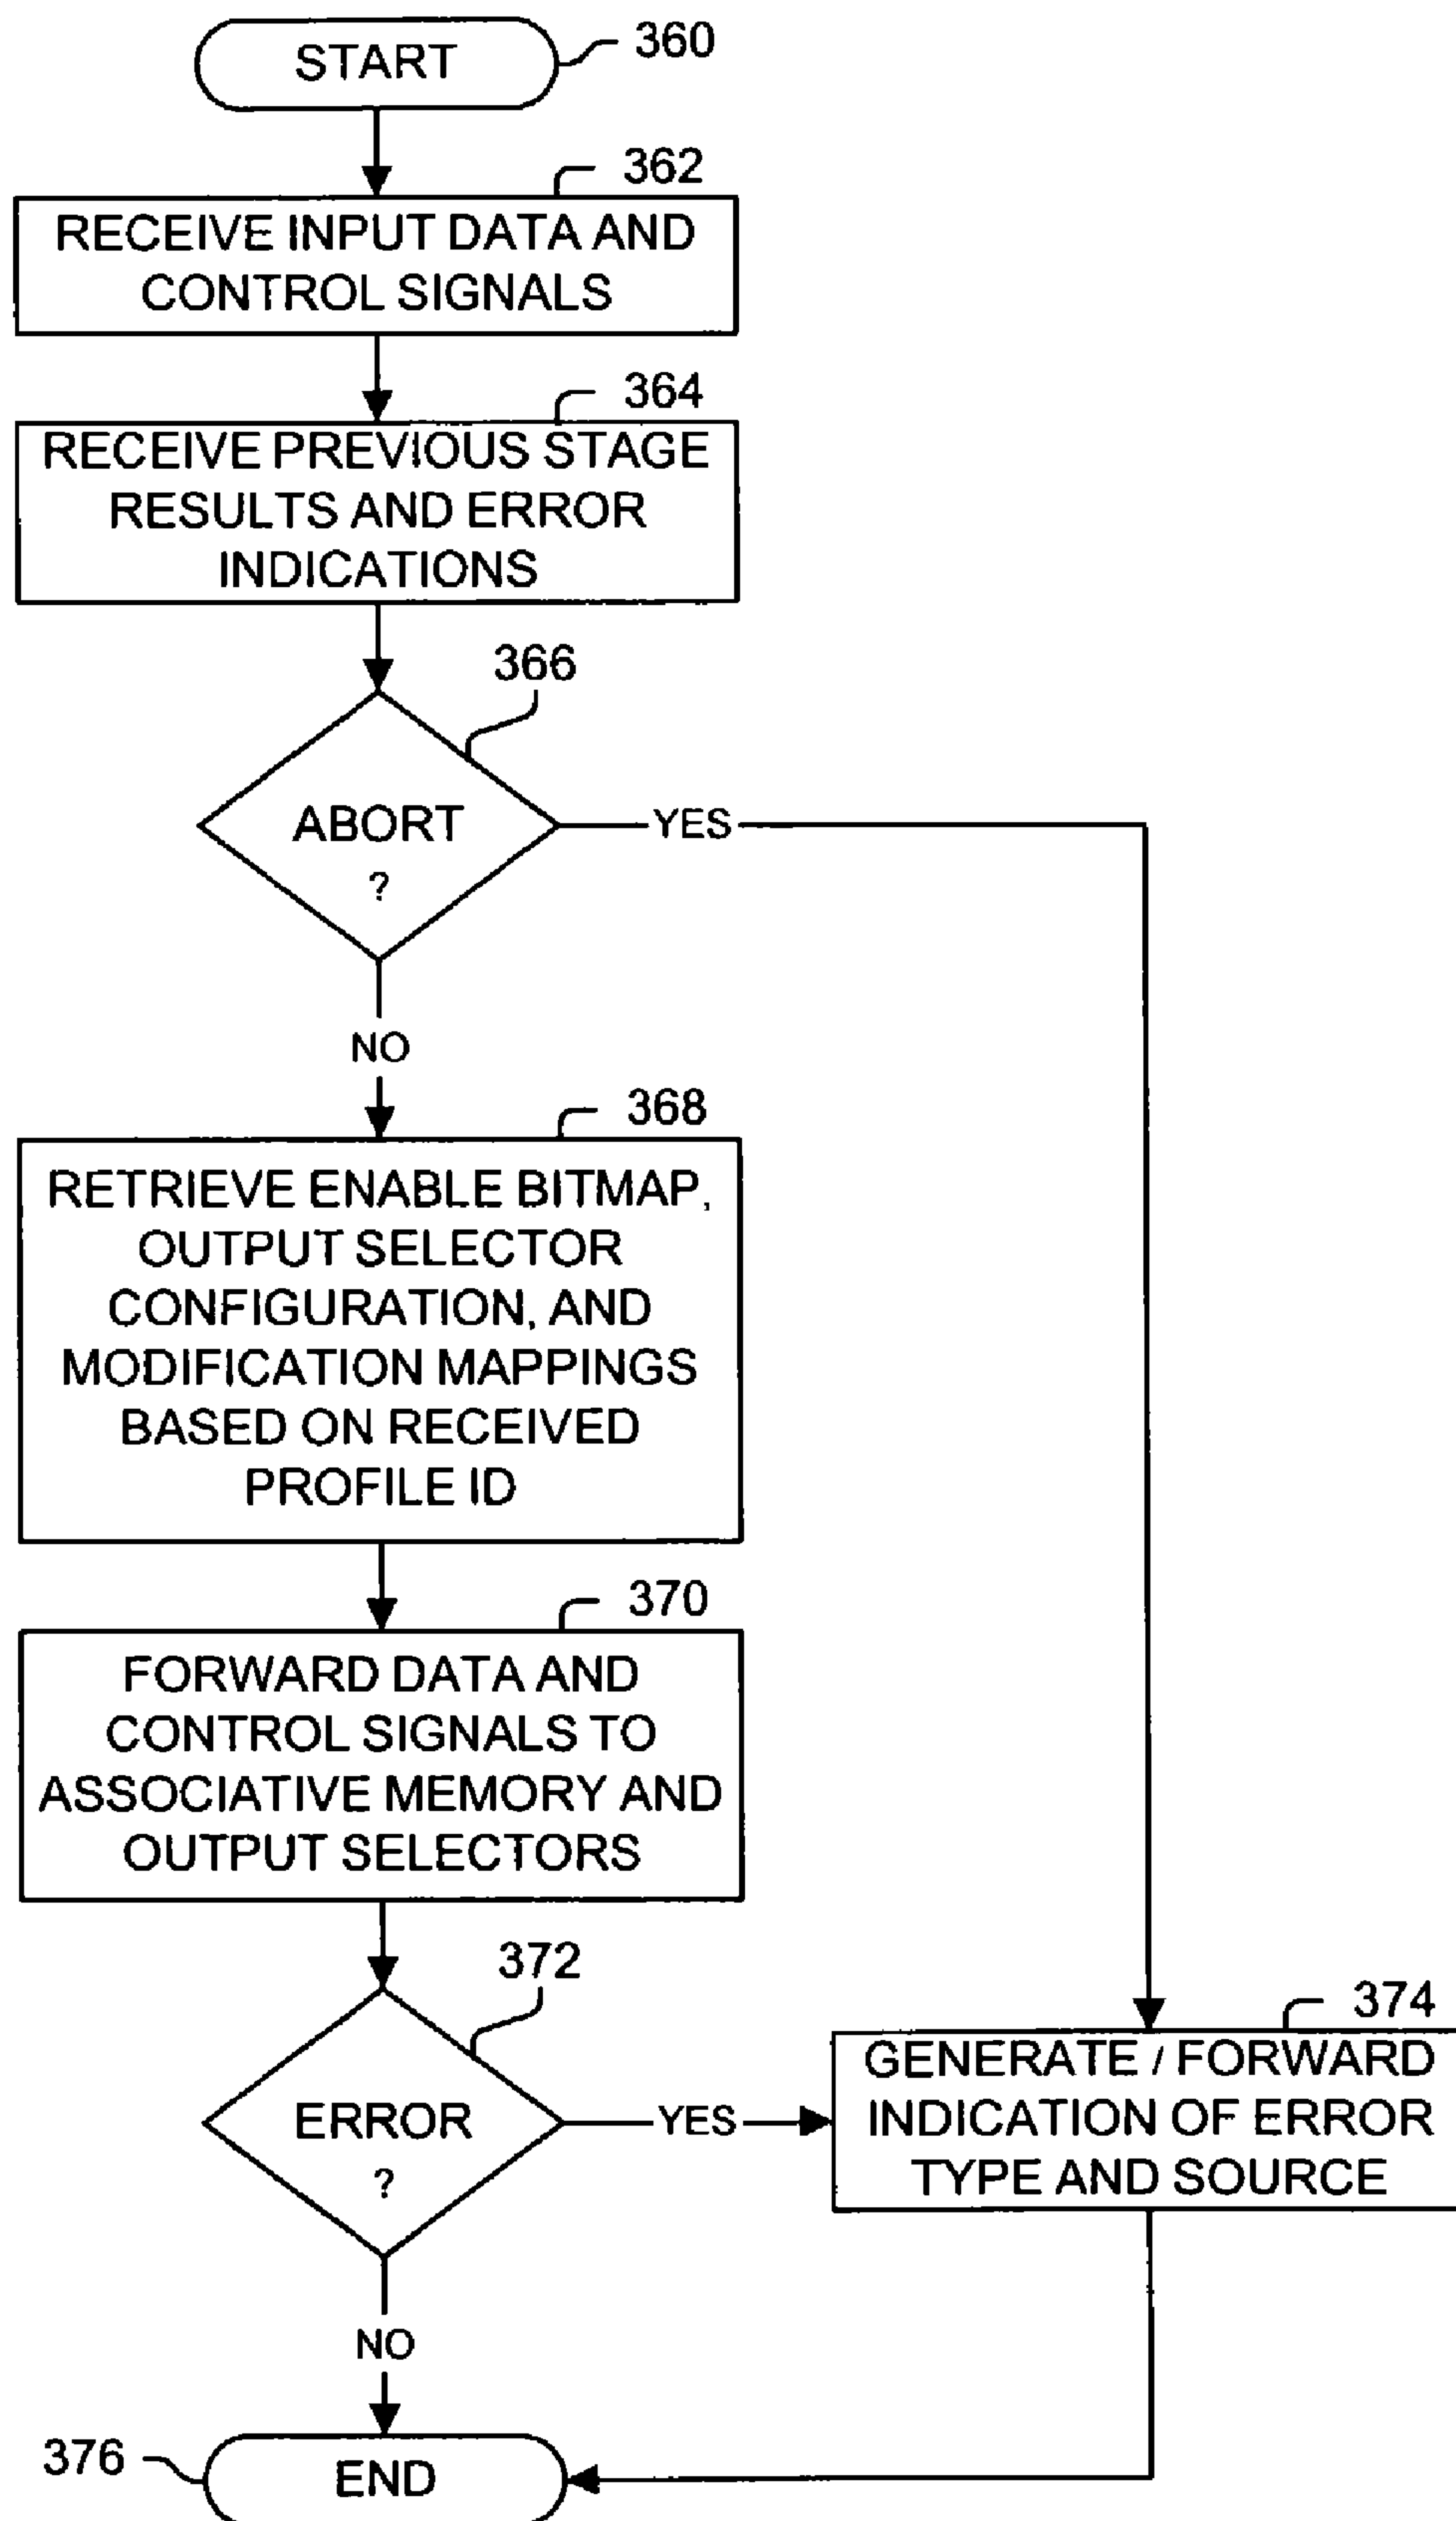 START
360
362
RECEIVE INPUT DATA AND
CONTROL SIGNALS
364
RECEIVE PREVIOUS STAGE
RESULTS AND ERROR
INDICATIONS
366
ABORT
?
YES
NO
368
RETRIEVE ENABLE BITMAP,
OUTPUT SELECTOR
CONFIGURATION, AND
MODIFICATION MAPPINGS
BASED ON RECEIVED
PROFILE ID
370
FORWARD DATA AND
CONTROL SIGNALS TO
ASSOCIATIVE MEMORY AND
OUTPUT SELECTORS
372
ERROR
?
YES
374
GENERATE / FORWARD
INDICATION OF ERROR
TYPE AND SOURCE
NO
376
END